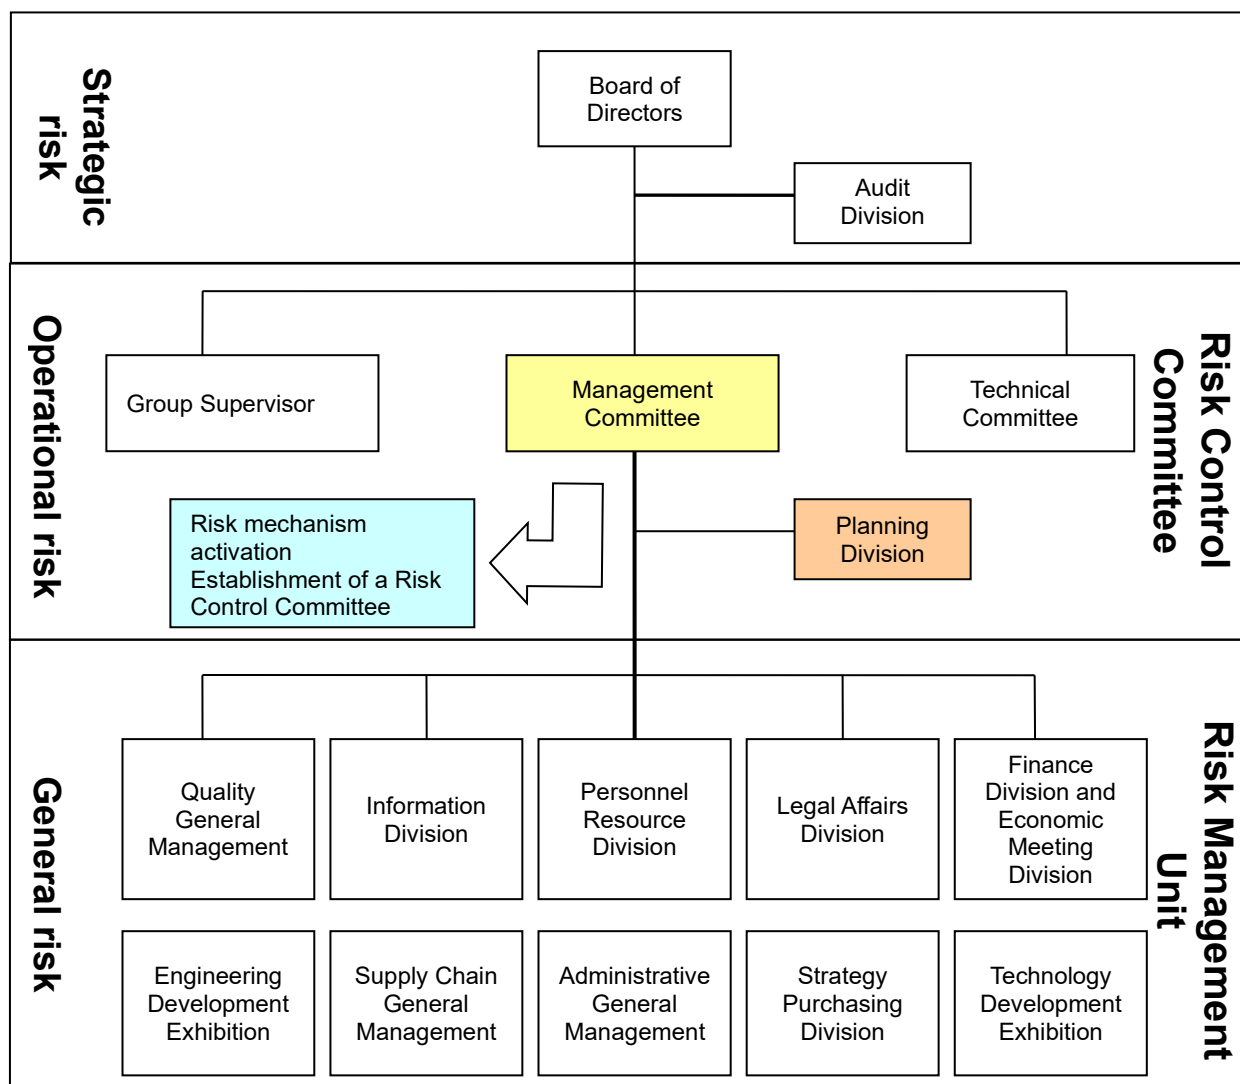 Strategic
risk
Board of
Directors
Audit
Division
Operational risk
Risk Control
Committee
Group Supervisor
Management
Committee
Technical
Committee
Risk mechanism
activation
Establishment of a Risk
Control Committee
Planning
Division
General risk
Risk Management
Unit
Quality
General
Management
Information
Division
Personnel
Resource
Division
Legal Affairs
Division
Finance
Division and
Economic
Meeting
Division
Engineering
Development
Exhibition
Supply Chain
General
Management
Administrative
General
Management
Strategy
Purchasing
Division
Technology
Development
Exhibition